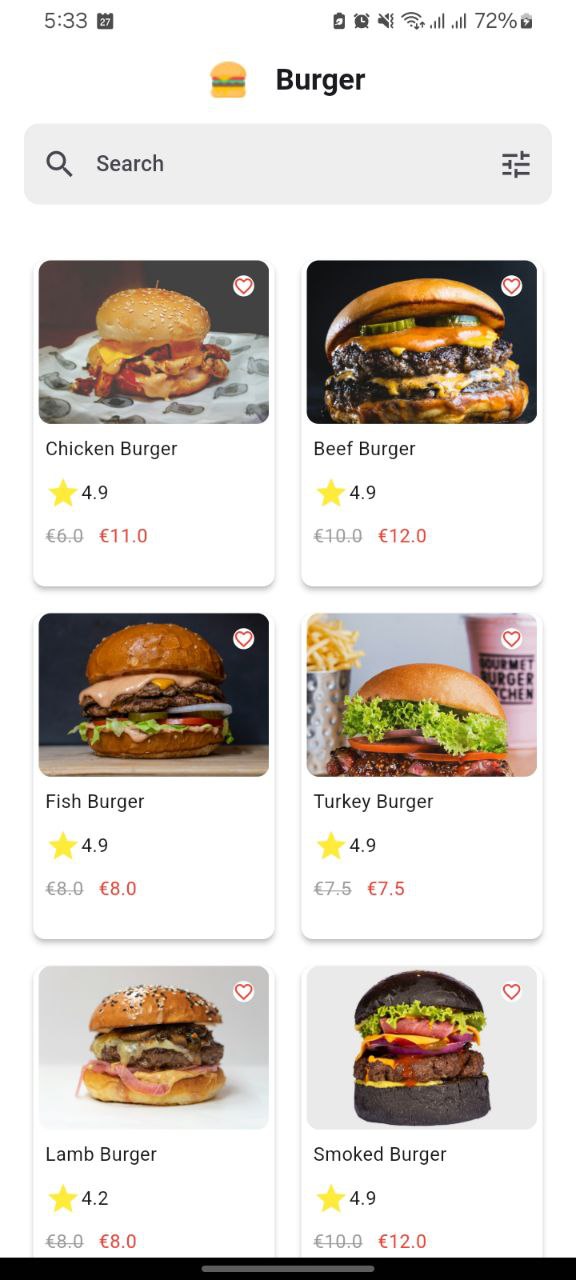 5:33 27 72%
Burger
Search
Chicken Burger
4.9
€6.0 €11.0
Beef Burger
4.9
€10.0 €12.0
Fish Burger
4.9
€8.0 €8.0
GOURMET
BURGER
KITCHEN
Turkey Burger
4.9
€7.5 €7.5
Lamb Burger
4.2
€8.0 €8.0
Smoked Burger
4.9
€10.0 €12.0